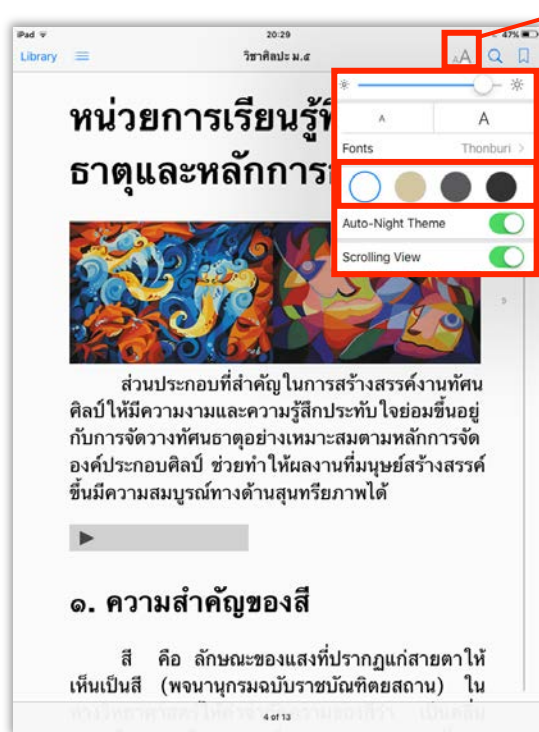 iPad
20:29
47%
Library
วิชาศิลปะ ม.๕
AA
หน่วยการเรียนรู้ที่
ธาตุและหลักการ
A A
Fonts Thonburi >
Auto-Night Theme
Scrolling View
5
ส่วนประกอบที่สำคัญในการสร้างสรรค์งานทัศน
ศิลป์ให้มีความงามและความรู้สึกประทับใจย่อมขึ้นอยู่
กับการจัดวางทัศนธาตุอย่างเหมาะสมตามหลักการจัด
องค์ประกอบศิลป์ ช่วยทำให้ผลงานที่มนุษย์สร้างสรรค์
ขึ้นมีความสมบูรณ์ทางด้านสุนทรียภาพได้
๑. ความสำคัญของสี
สี คือ ลักษณะของแสงที่ปรากฏแก่สายตาให้
เห็นเป็นสี (พจนานุกรมฉบับราชบัณฑิตยสถาน) ใน
4 of 13